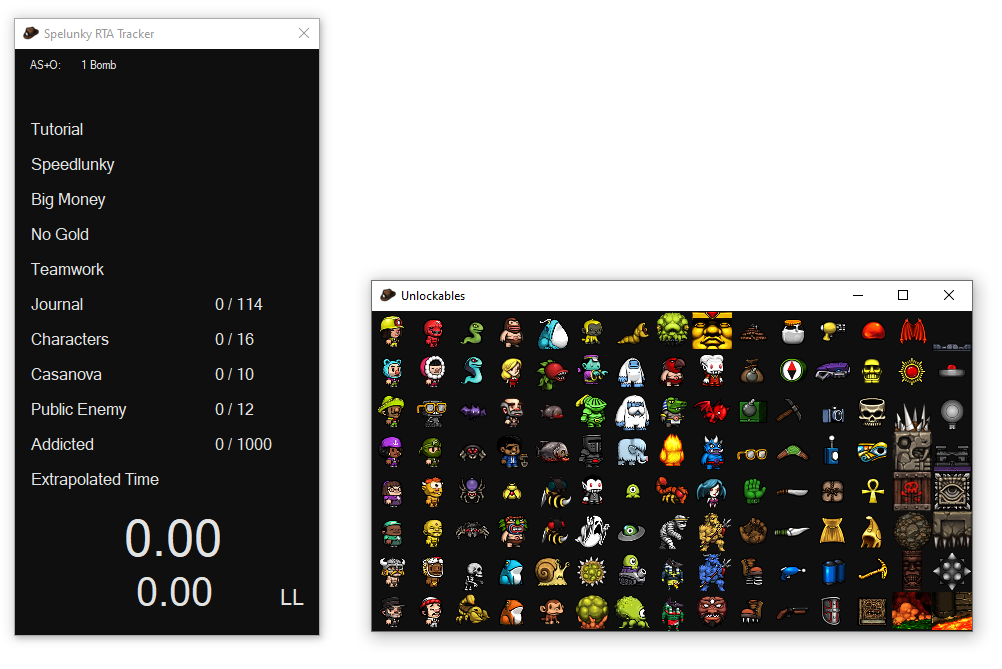 Spelunky RTA Tracker
AS+O: 1 Bomb
Tutorial
Speedlunky
Big Money
No Gold
Teamwork
Journal 0 / 114
Characters 0 / 16
Casanova 0 / 10
Public Enemy 0 / 12
Addicted 0 / 1000
Extrapolated Time
0.00
0.00 LL
Unlockables